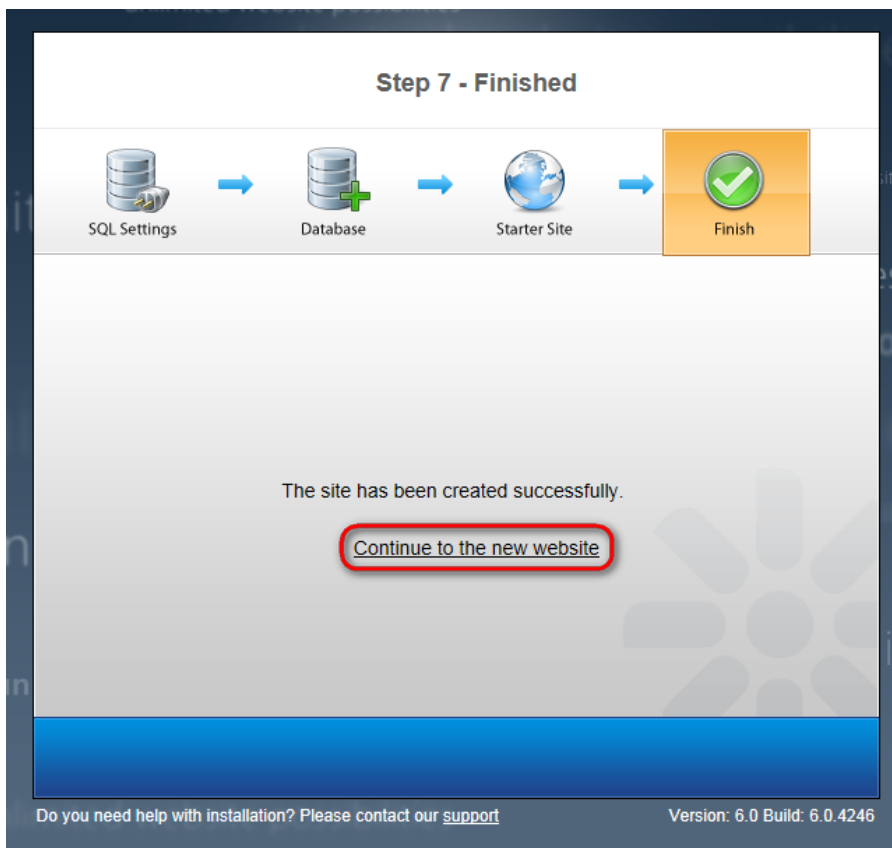 Step 7 - Finished
SQL Settings
Database
Starter Site
Finish
The site has been created successfully.
Continue to the new website
Do you need help with installation? Please contact our support
Version: 6.0 Build: 6.0.4246